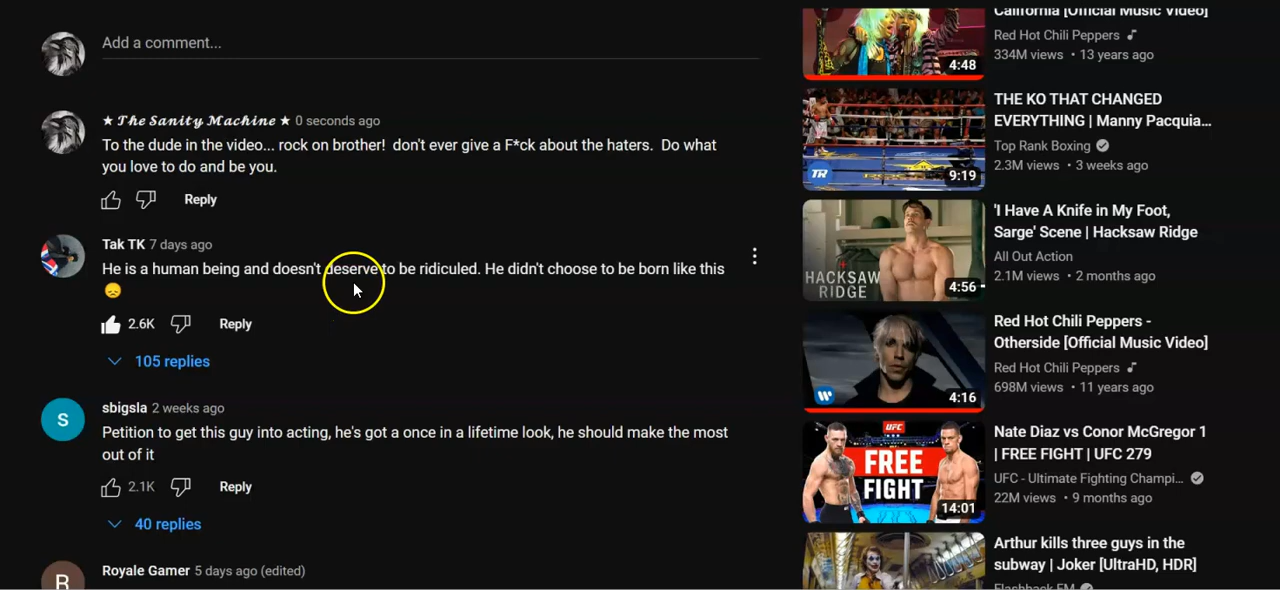 Add a comment...
★ 𝓣𝓱𝓮 𝓢𝓪𝓷𝓲𝓽𝔂 𝓜𝓪𝓬𝓱𝓲𝓷𝓮 ★ 0 seconds ago
To the dude in the video... rock on brother!  don't ever give a F*ck about the haters.  Do what
you love to do and be you.
Reply
Tak TK 7 days ago
He is a human being and doesn't deserve to be ridiculed. He didn't choose to be born like this
😞
2.6K Reply
105 replies
S
sbigsla 2 weeks ago
Petition to get this guy into acting, he's got a once in a lifetime look, he should make the most
out of it
2.1K Reply
40 replies
R
Royale Gamer 5 days ago (edited)
4:48
California [Official Music Video]
Red Hot Chili Peppers
334M views • 13 years ago
TR
9:19
THE KO THAT CHANGED
EVERYTHING | Manny Pacquia...
Top Rank Boxing
2.3M views • 3 weeks ago
HACKSAW
RIDGE
4:56
'I Have A Knife in My Foot,
Sarge' Scene | Hacksaw Ridge
All Out Action
2.1M views • 2 months ago
4:16
Red Hot Chili Peppers -
Otherside [Official Music Video]
Red Hot Chili Peppers
698M views • 11 years ago
UFC
FREE
FIGHT
14:01
Nate Diaz vs Conor McGregor 1
| FREE FIGHT | UFC 279
UFC - Ultimate Fighting Champi...
22M views • 9 months ago
Arthur kills three guys in the
subway | Joker [UltraHD, HDR]
Flashback FM